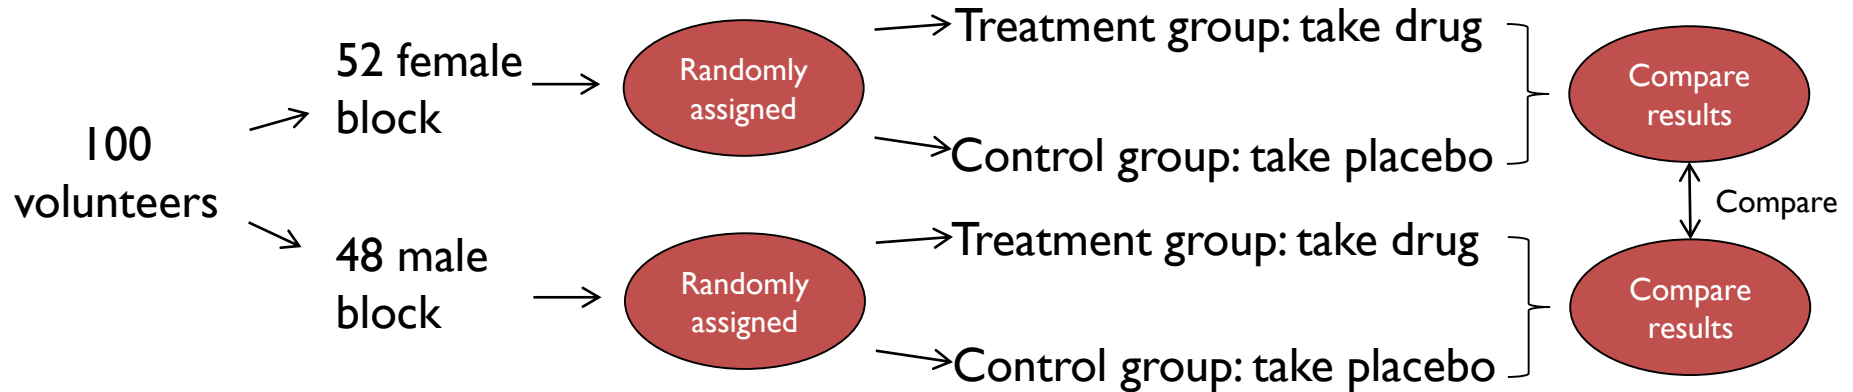 100
volunteers
52 female
block
Randomly
assigned
Treatment group: take drug
Control group: take placebo
Compare
results
Compare
48 male
block
Randomly
assigned
Treatment group: take drug
Control group: take placebo
Compare
results